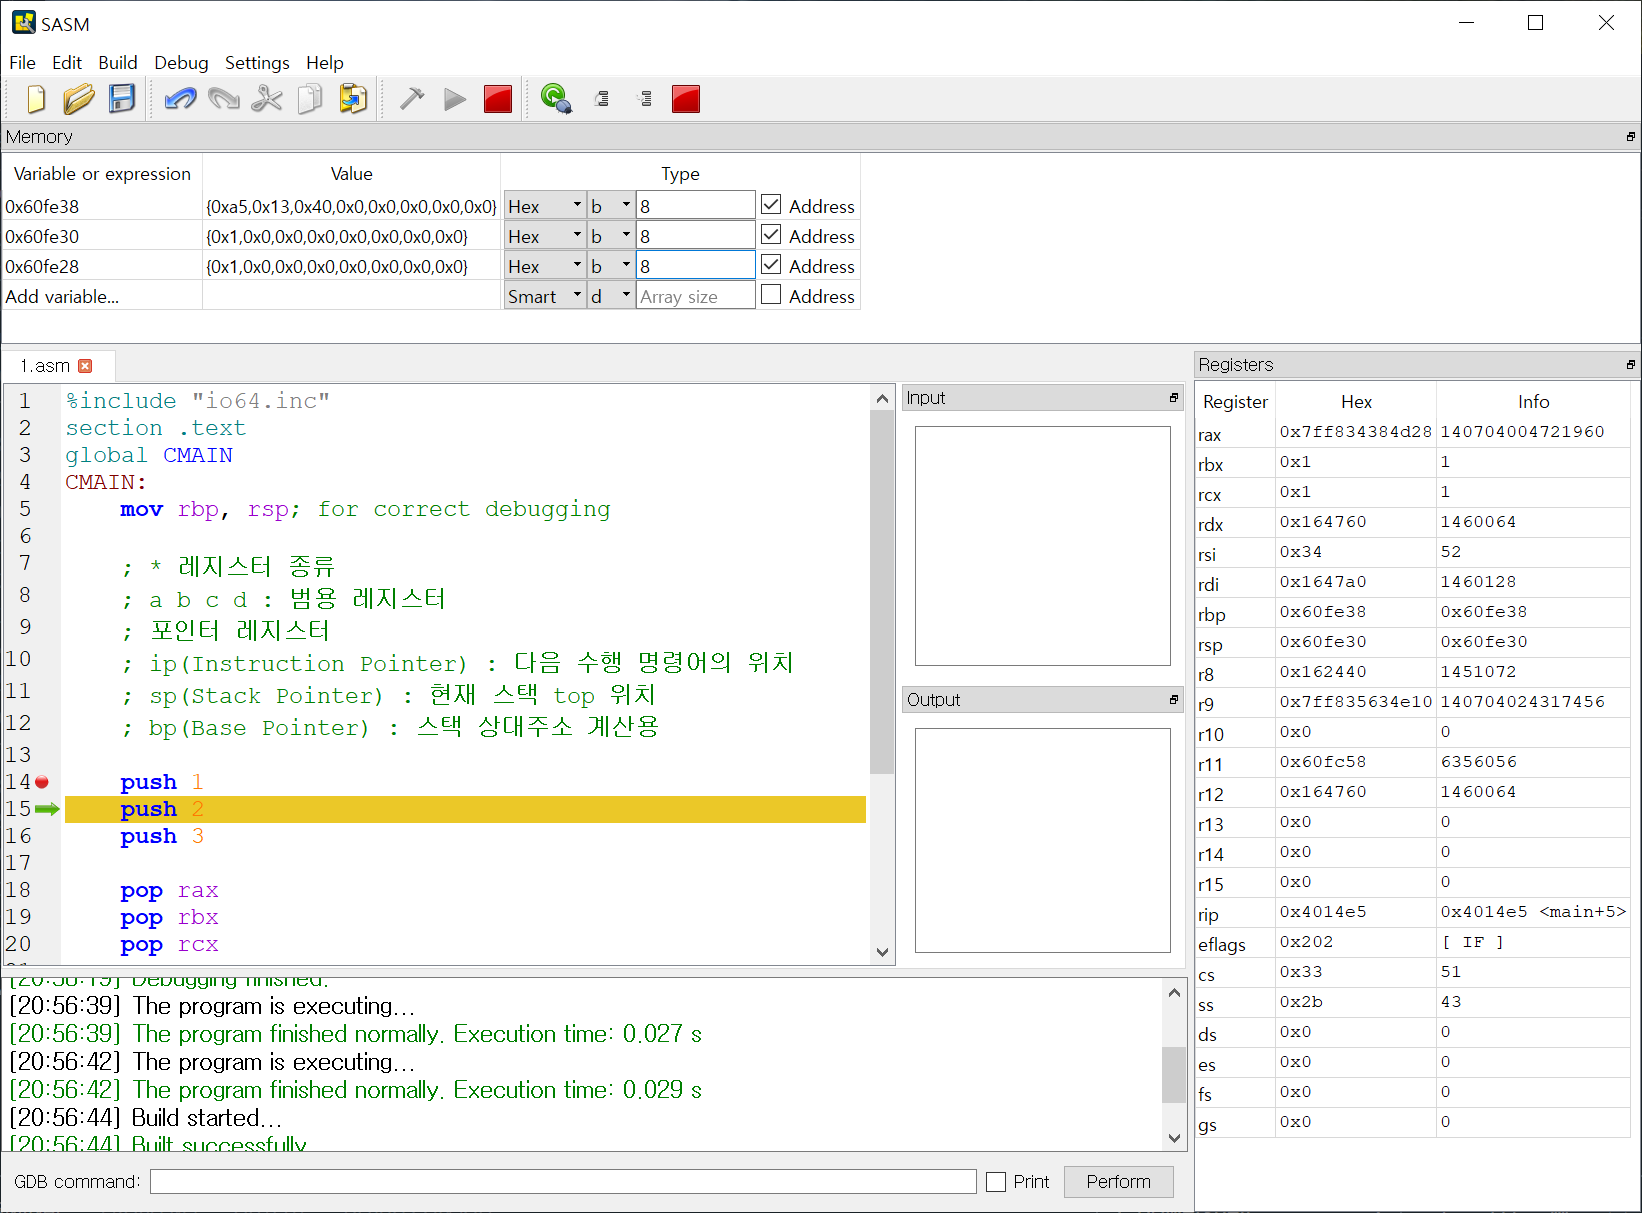 SASM
File Edit Build Debug Settings Help
Memory
Variable or expression Value Type
0x60fe38 {0xa5,0x13,0x40,0x0,0x0,0x0,0x0,0x0} Hex b 8 Address
0x60fe30 {0x1,0x0,0x0,0x0,0x0,0x0,0x0,0x0} Hex b 8 Address
0x60fe28 {0x1,0x0,0x0,0x0,0x0,0x0,0x0,0x0} Hex b 8 Address
Add variable... Smart d Array size Address
1.asm
1 %include "io64.inc"
2 section .text
3 global CMAIN
4 CMAIN:
5 mov rbp, rsp; for correct debugging
6
7 ; * 레지스터 종류
8 ; a b c d : 범용 레지스터
9 ; 포인터 레지스터
10 ; ip(Instruction Pointer) : 다음 수행 명령어의 위치
11 ; sp(Stack Pointer) : 현재 스택 top 위치
12 ; bp(Base Pointer) : 스택 상대주소 계산용
13
14 push 1
15 push 2
16 push 3
17
18 pop rax
19 pop rbx
20 pop rcx
Input
Output
Registers
Register Hex Info
rax 0x7ff834384d28 140704004721960
rbx 0x1 1
rcx 0x1 1
rdx 0x164760 1460064
rsi 0x34 52
rdi 0x1647a0 1460128
rbp 0x60fe38 0x60fe38
rsp 0x60fe30 0x60fe30
r8 0x162440 1451072
r9 0x7ff835634e10 140704024317456
r10 0x0 0
r11 0x60fc58 6356056
r12 0x164760 1460064
r13 0x0 0
r14 0x0 0
r15 0x0 0
rip 0x4014e5 0x4014e5 <main+5>
eflags 0x202 [ IF ]
cs 0x33 51
ss 0x2b 43
ds 0x0 0
es 0x0 0
fs 0x0 0
gs 0x0 0
[20:56:19] Debugging finished.
[20:56:39] The program is executing...
[20:56:39] The program finished normally. Execution time: 0.027 s
[20:56:42] The program is executing...
[20:56:42] The program finished normally. Execution time: 0.029 s
[20:56:44] Build started...
[20:56:44] Built successfully.
GDB command: Print Perform